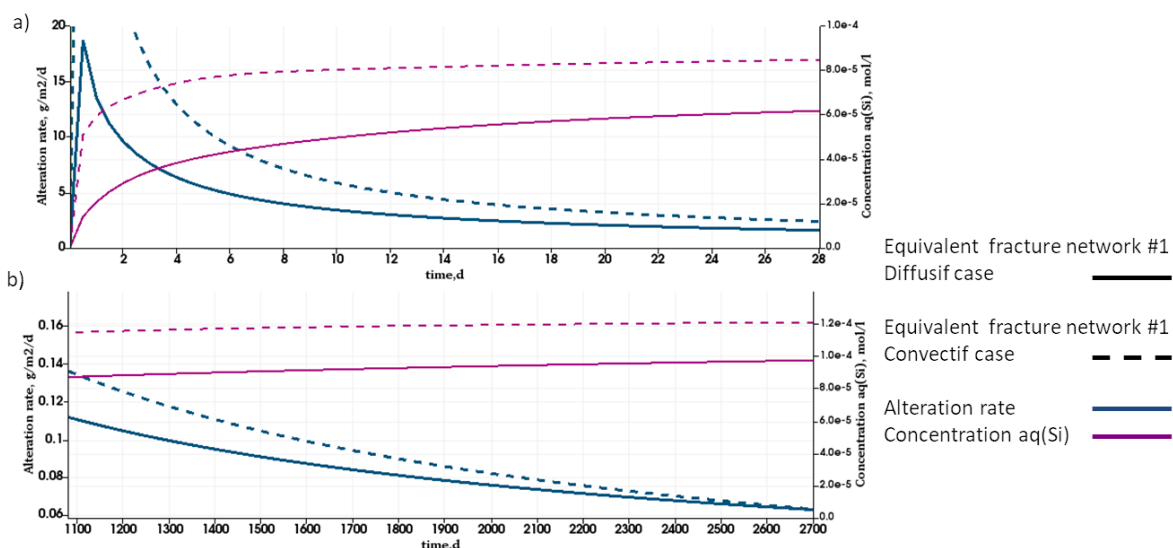 a)
Alteration rate, g/m2/d
20
15
10
5
0
2
4
6
8
10
12
14
16
18
20
22
24
26
28
time,d
1.0e-4
8.0e-5
6.0e-5
4.0e-5
2.0e-5
0.0
Concentration aq(Si), mol/l
b)
Alteration rate, g/m2/d
0.16
0.14
0.12
0.1
0.08
0.06
1100
1200
1300
1400
1500
1600
1700
1800
1900
2000
2100
2200
2300
2400
2500
2600
2700
time,d
1.2e-4
1.0e-4
8.0e-5
6.0e-5
4.0e-5
2.0e-5
0.0
Concentration aq(Si), mol/l
Equivalent fracture network #1
Diffusif case
Equivalent fracture network #1
Convectif case
Alteration rate
Concentration aq(Si)